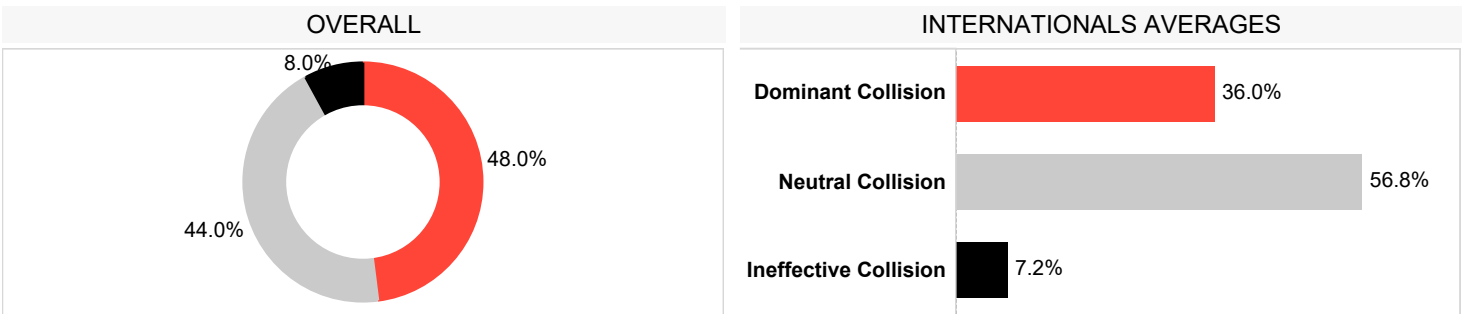 OVERALL
8.0%
48.0%
44.0%
INTERNATIONALS AVERAGES
Dominant Collision 36.0%
Neutral Collision 56.8%
Ineffective Collision 7.2%